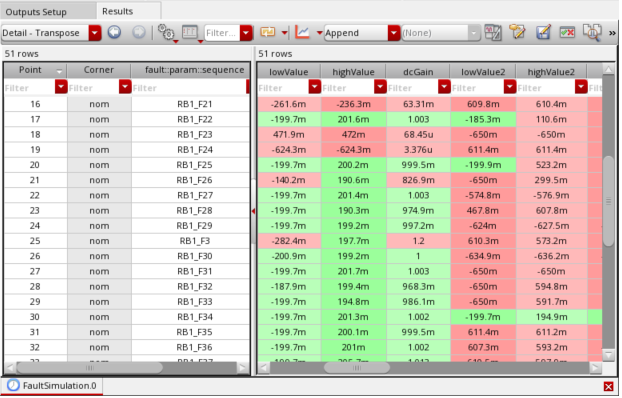 Outputs Setup Results
Detail - Transpose Filter... Append (None) »
51 rows 51 rows
Point Corner fault::param::sequence lowValue highValue dcGain lowValue2 highValue2
Filter Filter Filter Filter Filter Filter Filter Filter
16 nom RB1_F21 -261.6m -236.3m 63.31m 609.8m 610.4m
17 nom RB1_F22 -199.7m 201.6m 1.003 -185.3m 110.6m
18 nom RB1_F23 471.9m 472m 68.45u -650m -650m
19 nom RB1_F24 -624.3m -624.3m 3.376u 611.4m 611.4m
20 nom RB1_F25 -199.7m 200.2m 999.5m -199.9m 523.2m
21 nom RB1_F26 -140.2m 190.6m 826.9m -650m 299.5m
22 nom RB1_F27 -199.7m 201.4m 1.003 -574.8m -576.9m
23 nom RB1_F28 -199.7m 190.3m 974.9m 467.8m 607.8m
24 nom RB1_F29 -199.7m 199.2m 997.2m -624m -627.5m
25 nom RB1_F3 -282.4m 197.7m 1.2 610.3m 573.2m
26 nom RB1_F30 -200.9m 199.2m 1 -634.9m -636.2m
27 nom RB1_F31 -199.7m 201.7m 1.003 -650m -650m
28 nom RB1_F32 -187.9m 199.4m 968.3m -650m 594.8m
29 nom RB1_F33 -199.7m 194.8m 986.1m -650m 591.7m
30 nom RB1_F34 -199.7m 201.3m 1.002 -199.7m 194.9m
31 nom RB1_F35 -199.7m 200.1m 999.5m 611.4m 611.2m
32 nom RB1_F36 -199.7m 201m 1.002 607.3m 593.2m
FaultSimulation.0